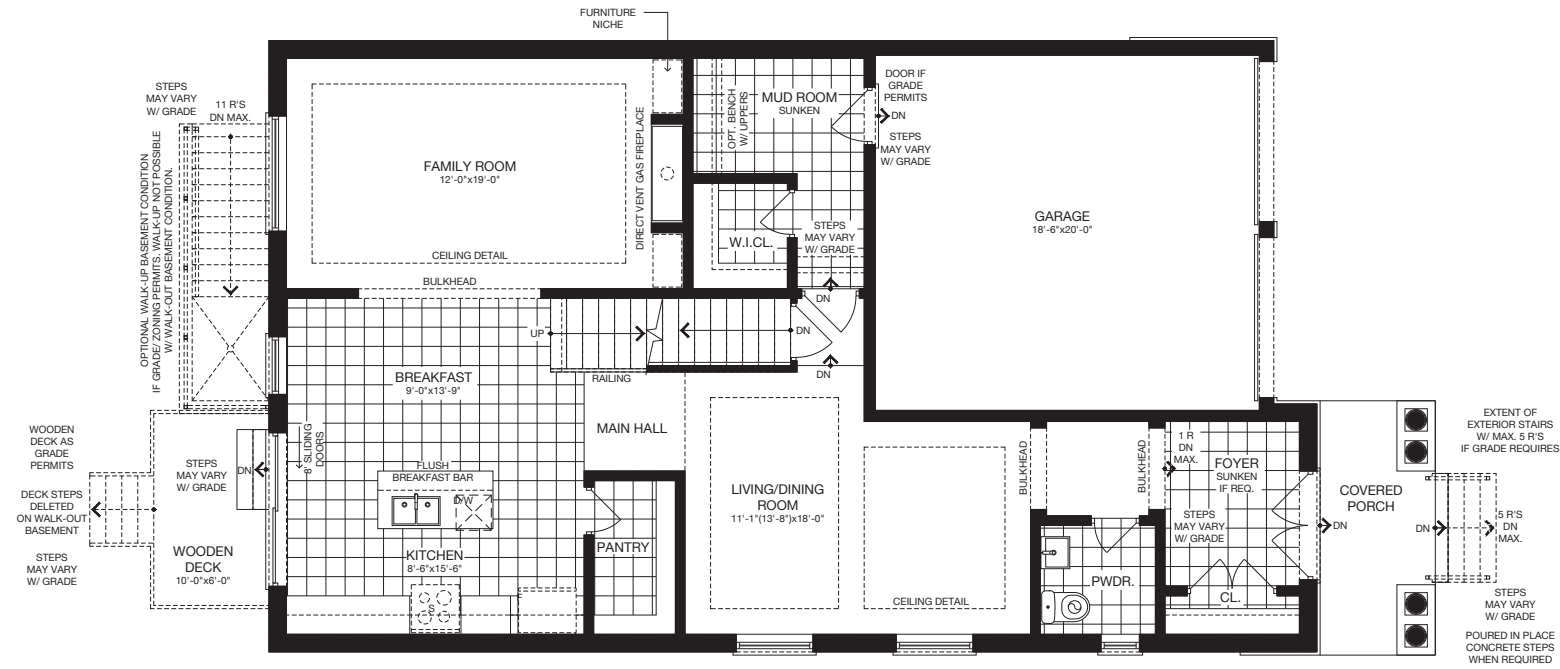 FURNITURE
NICHE
STEPS
MAY VARY
W/ GRADE
11 R'S
DN MAX.
OPTIONAL WALK-UP BASEMENT CONDITION
IF GRADE/ ZONING PERMITS. WALK-UP NOT POSSIBLE
W/ WALK-OUT BASEMENT CONDITION.
FAMILY ROOM
12'-0"x19'-0"
CEILING DETAIL
BULKHEAD
DIRECT VENT GAS FIREPLACE
OPT. BENCH
W/ UPPERS
MUD ROOM
SUNKEN
DOOR IF
GRADE
PERMITS
DN
STEPS
MAY VARY
W/ GRADE
W.I.CL.
STEPS
MAY VARY
W/ GRADE
DN
GARAGE
18'-6"x20'-0"
UP
DN
DN
RAILING
BREAKFAST
9'-0"x13'-9"
MAIN HALL
SLIDING
DOORS
FLUSH
BREAKFAST BAR
D/W
KITCHEN
8'-6"x15'-6"
S
PANTRY
WOODEN
DECK AS
GRADE
PERMITS
DECK STEPS
DELETED
ON WALK-OUT
BASEMENT
STEPS
MAY VARY
W/ GRADE
STEPS
MAY VARY
W/ GRADE
DN
WOODEN
DECK
10'-0"x6'-0"
LIVING/DINING
ROOM
11'-1"(13'-8")x18'-0"
CEILING DETAIL
BULKHEAD
BULKHEAD
1 R
DN
MAX.
FOYER
SUNKEN
IF REQ.
STEPS
MAY VARY
W/ GRADE
PWDR.
CL.
DN
COVERED
PORCH
DN
5 R'S
DN
MAX.
EXTENT OF
EXTERIOR STAIRS
W/ MAX. 5 R'S
IF GRADE REQUIRES
STEPS
MAY VARY
W/ GRADE
POURED IN PLACE
CONCRETE STEPS
WHEN REQUIRED